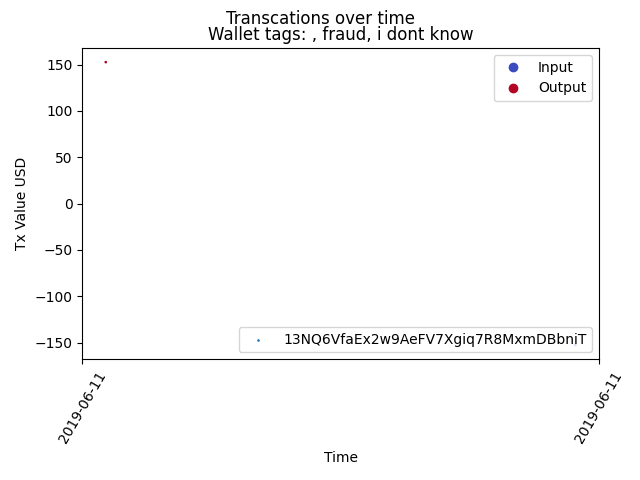 Transcations over time
Wallet tags: , fraud, i dont know
150
100
50
0
−50
−100
−150
Tx Value USD
Input
Output
13NQ6VfaEx2w9AeFV7Xgiq7R8MxmDBbniT
2019-06-11
2019-06-11
Time